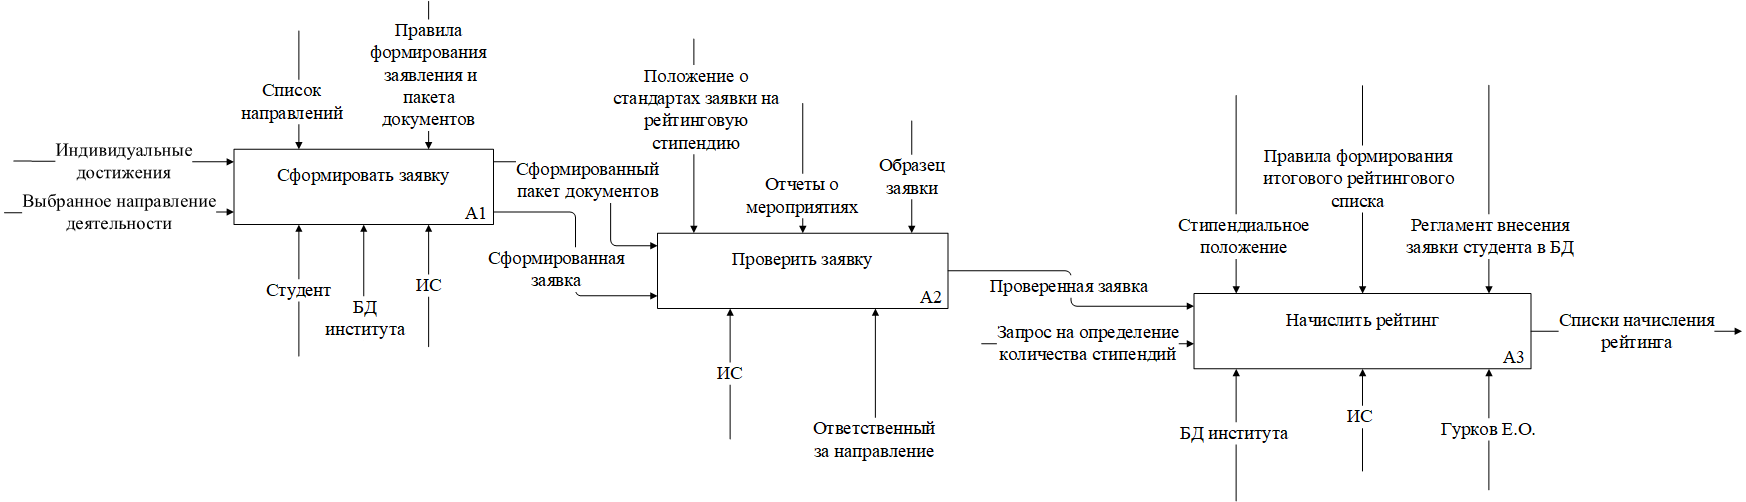 Правила
формирования
заявления и
пакета
документов
Список
направлений
Индивидуальные
достижения
Выбранное направление
деятельности
Сформировать заявку
A1
Студент
БД
института
ИС
Сформированный
пакет документов
Сформированная
заявка
Положение о
стандартах заявки на
рейтинговую
стипендию
Отчеты о
мероприятиях
Образец
заявки
Проверить заявку
A2
ИС
Ответственный
за направление
Проверенная заявка
Запрос на определение
количества стипендий
Стипендиальное
положение
Правила формирования
итогового рейтингового
списка
Регламент внесения
заявки студента в БД
Начислить рейтинг
A3
Списки начисления
рейтинга
БД института
ИС
Гурков Е.О.